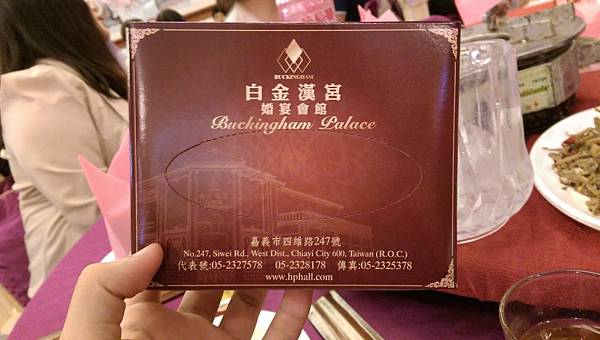 BUCKINGHAM
白金漢宮
婚宴會館
Buckingham Palace
嘉義市四維路247號
No.247, Siwei Rd., West Dist., Chiayi City 600, Taiwan (R.O.C.)
代表號:05-2327578 05-2328178 傳真:05-2325378
www.hphall.com